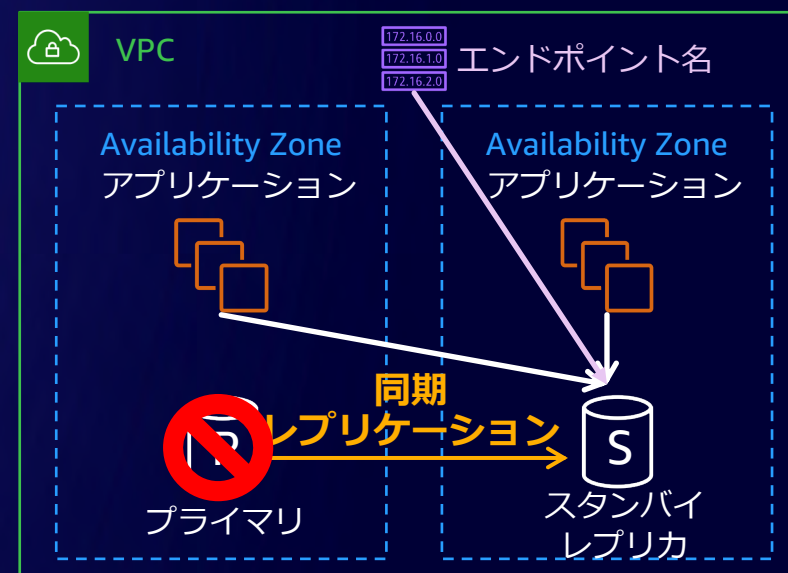 VPC
172.16.0.0
172.16.1.0
172.16.2.0
エンドポイント名
Availability Zone
アプリケーション
Availability Zone
アプリケーション
同期
レプリケーション
P
S
プライマリ
スタンバイ
レプリカ